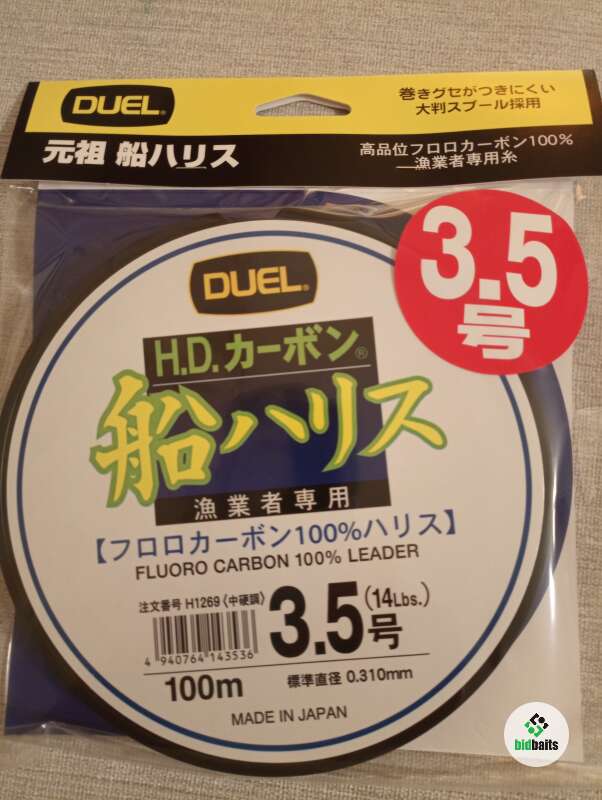 DUEL®
巻きグセがつきにくい
大判スプール採用
元祖 船ハリス
高品位フロロカーボン100%
漁業者専用糸
3.5
号
DUEL®
H.D.カーボン®
船ハリス
漁業者専用
【フロロカーボン100%ハリス】
FLUORO CARBON 100% LEADER
注文番号 H1269〈中硬調〉
3.5号 (14Lbs.)
4 940764 143536
100m 標準直径 0.310mm
MADE IN JAPAN
bidbaits